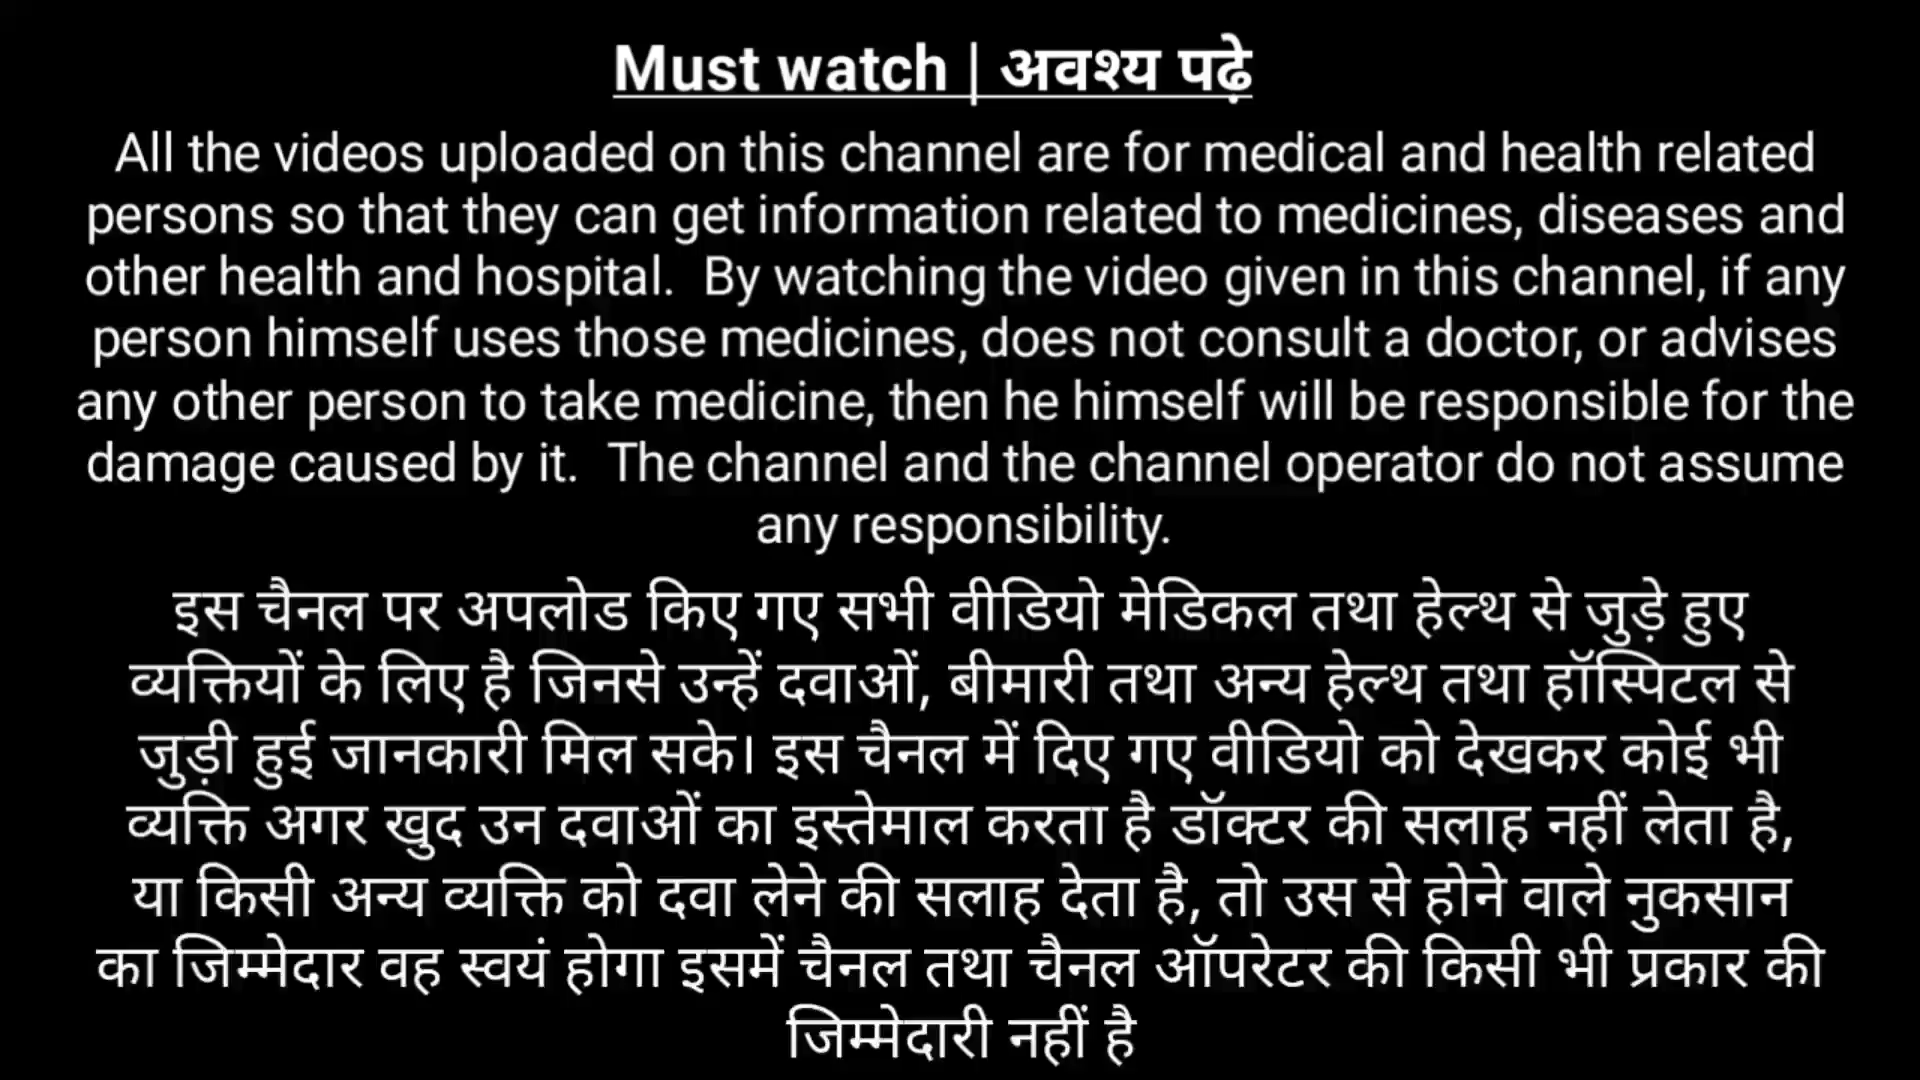 Must watch | अवश्य पढ़े
All the videos uploaded on this channel are for medical and health related
persons so that they can get information related to medicines, diseases and
other health and hospital.  By watching the video given in this channel, if any
person himself uses those medicines, does not consult a doctor, or advises
any other person to take medicine, then he himself will be responsible for the
damage caused by it.  The channel and the channel operator do not assume
any responsibility.
इस चैनल पर अपलोड किए गए सभी वीडियो मेडिकल तथा हेल्थ से जुड़े हुए
व्यक्तियों के लिए है जिनसे उन्हें दवाओं, बीमारी तथा अन्य हेल्थ तथा हॉस्पिटल से
जुड़ी हुई जानकारी मिल सके। इस चैनल में दिए गए वीडियो को देखकर कोई भी
व्यक्ति अगर खुद उन दवाओं का इस्तेमाल करता है डॉक्टर की सलाह नहीं लेता है,
या किसी अन्य व्यक्ति को दवा लेने की सलाह देता है, तो उस से होने वाले नुकसान
का जिम्मेदार वह स्वयं होगा इसमें चैनल तथा चैनल ऑपरेटर की किसी भी प्रकार की
जिम्मेदारी नहीं है